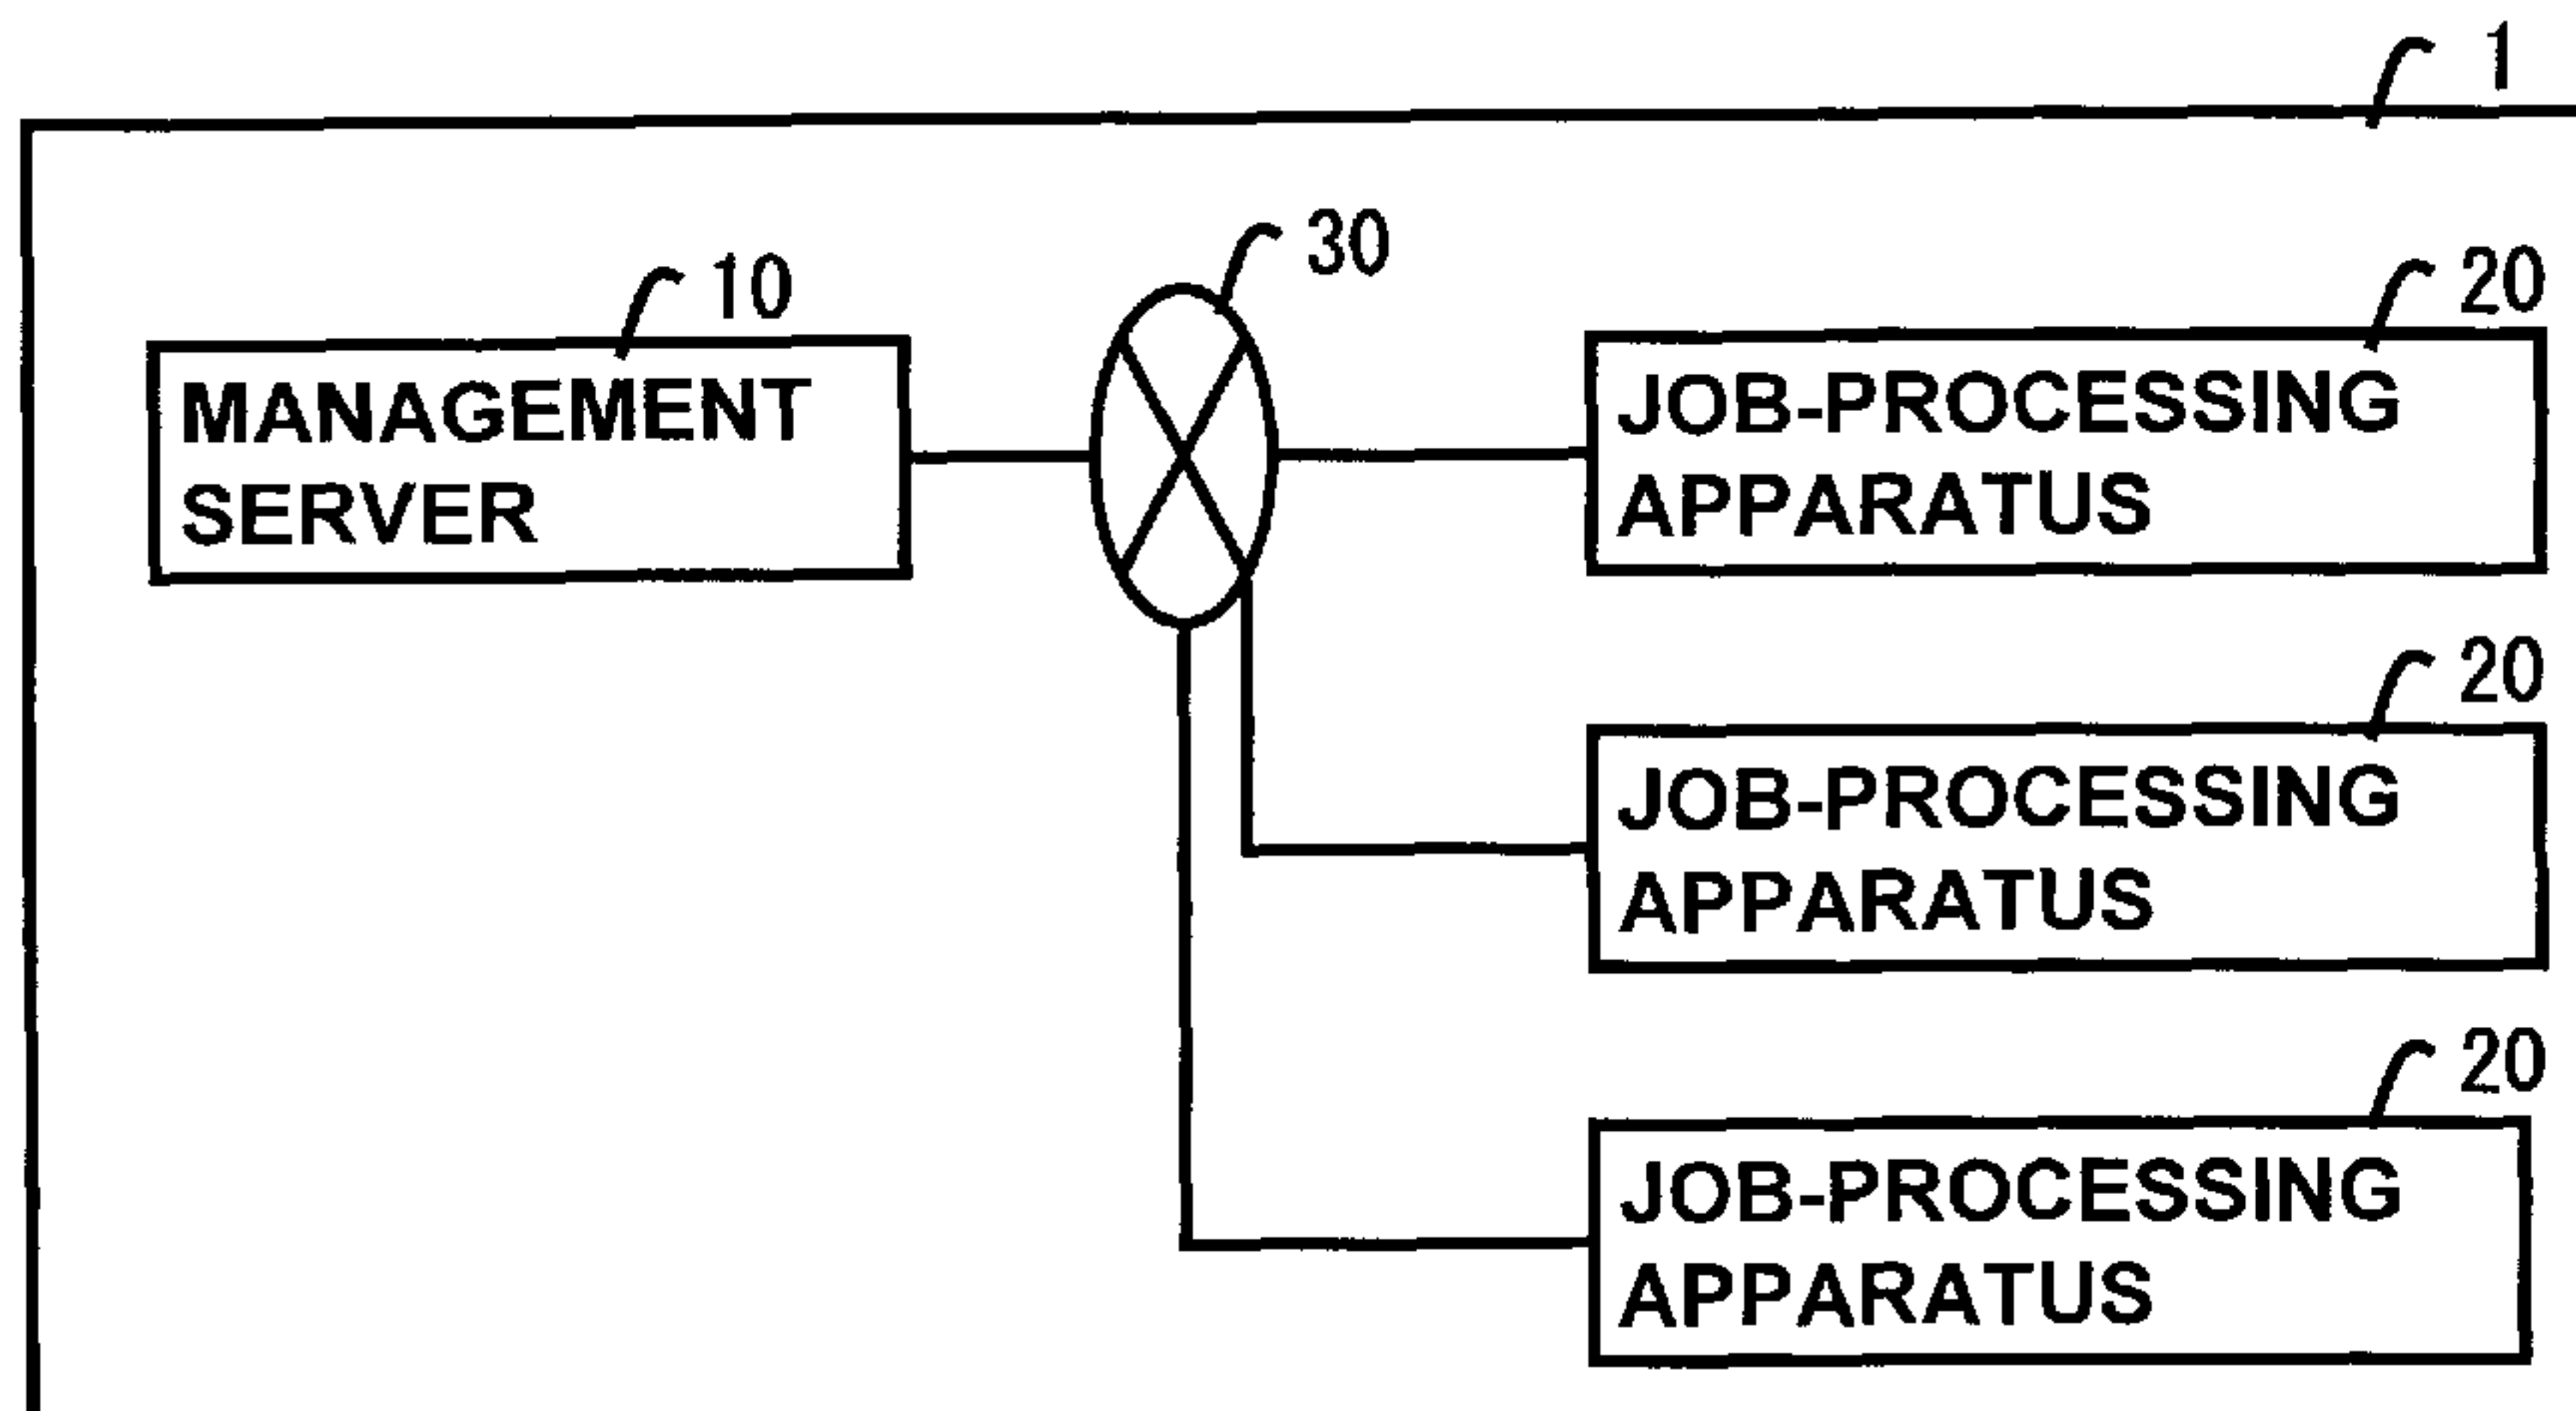 1
30
10
20
MANAGEMENT
SERVER
JOB-PROCESSING
APPARATUS
20
JOB-PROCESSING
APPARATUS
20
JOB-PROCESSING
APPARATUS